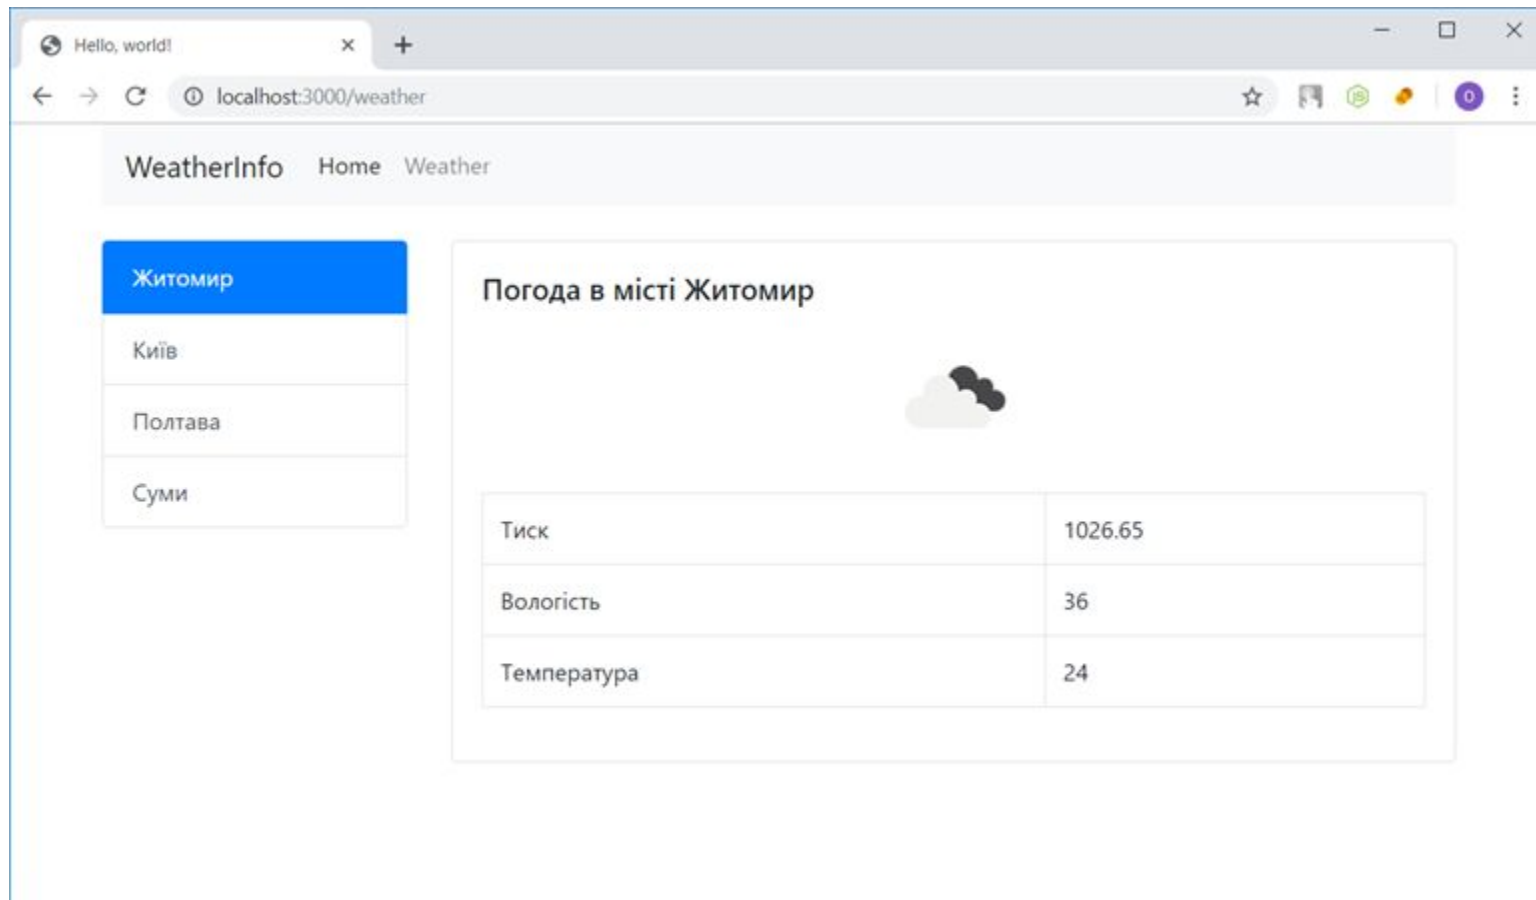 Hello, world!
localhost:3000/weather
O
WeatherInfo Home Weather
Житомир
Київ
Полтава
Суми
Погода в місті Житомир
Тиск 1026.65
Вологість 36
Температура 24